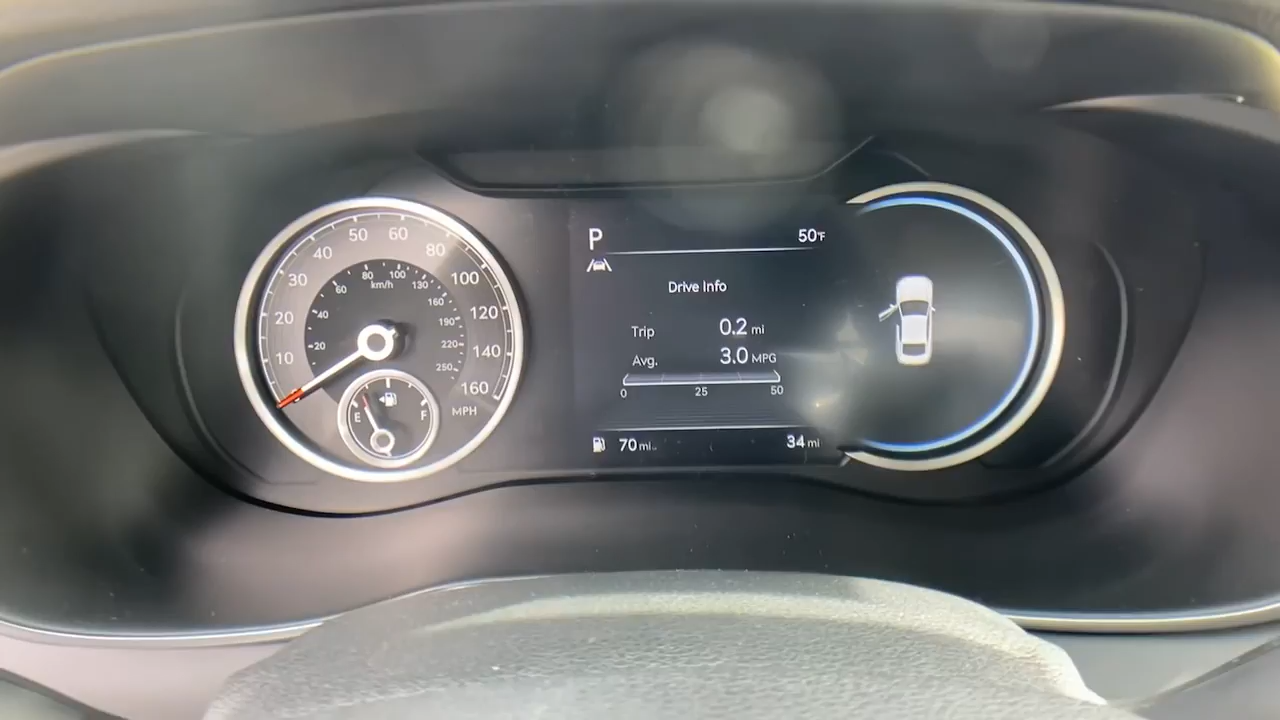 10
20
30
40
50
60
80
100
120
140
160
MPH
20
40
60
80
100
130
160
190
220
250
km/h
E
F
P
50°F
Drive Info
Trip 0.2 mi
Avg. 3.0 MPG
0 25 50
70 mi
34 mi